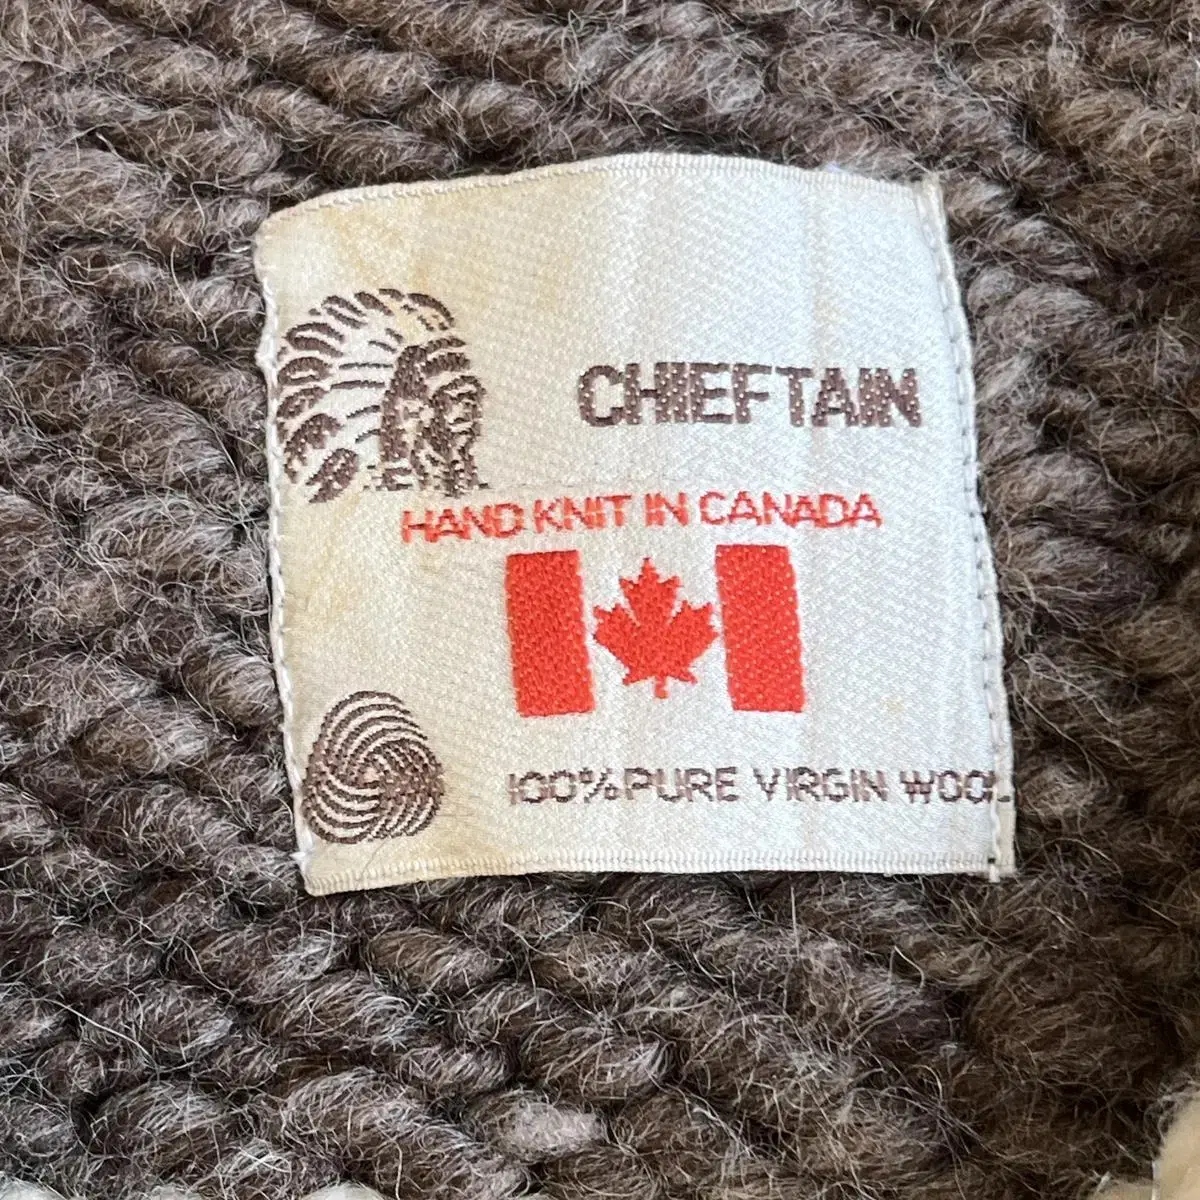 CHIEFTAIN
HAND KNIT IN CANADA
100% PURE VIRGIN WOOL